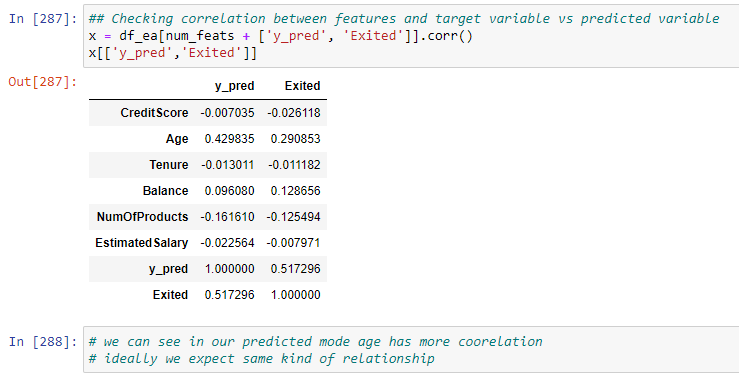 In [287]: ## Checking correlation between features and target variable vs predicted variable
x = df_ea[num_feats + ['y_pred', 'Exited']].corr()
x[['y_pred','Exited']]
Out[287]:
y_pred Exited
CreditScore -0.007035 -0.026118
Age 0.429835 0.290853
Tenure -0.013011 -0.011182
Balance 0.096080 0.128656
NumOfProducts -0.161610 -0.125494
EstimatedSalary -0.022564 -0.007971
y_pred 1.000000 0.517296
Exited 0.517296 1.000000
In [288]: # we can see in our predicted mode age has more coorelation
# ideally we expect same kind of relationship